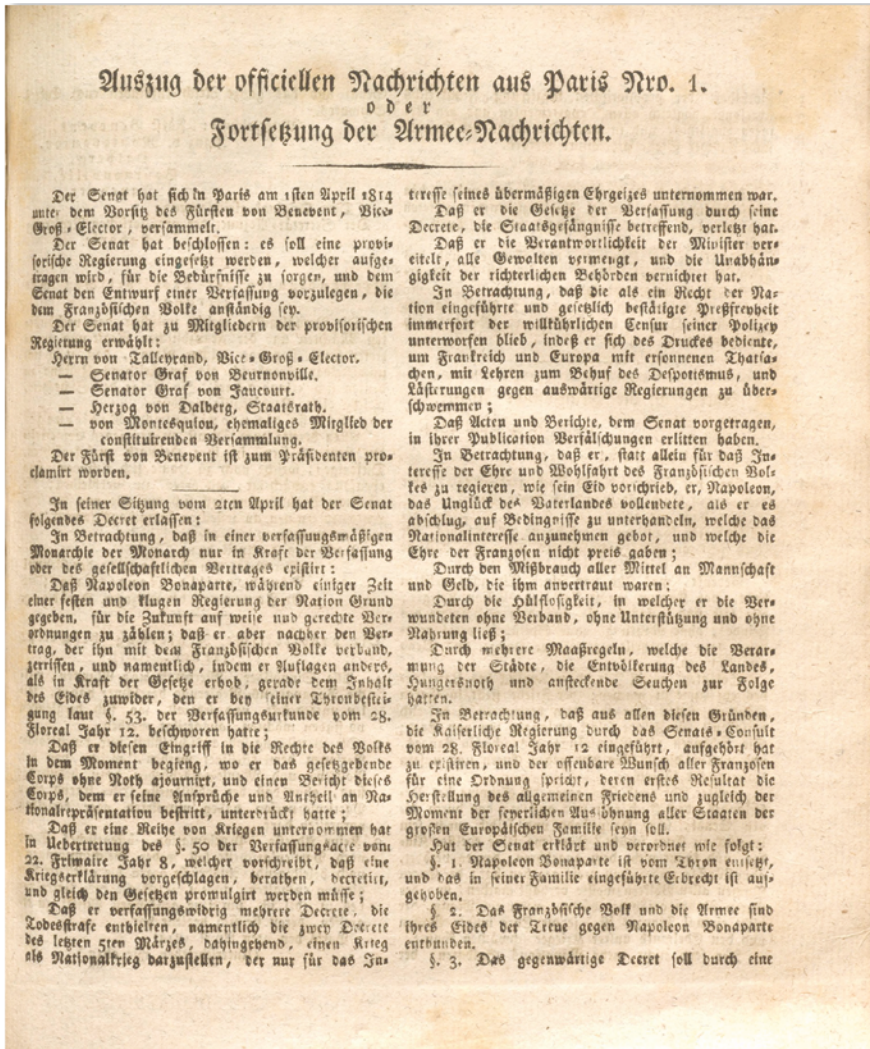 Auszug der officiellen Nachrichten aus Paris Nro. 1.
oder
Fortsetzung der Armee-Nachrichten.
Der Senat hat sich in Paris am 1sten April 1814
unter dem Vorsitz des Fürsten von Benevent, Vice-
Groß-Elector, versammelt.
Der Senat hat beschlossen: es soll eine provi-
sorische Regierung eingesetzt werden, welcher aufge-
tragen wird, für die Bedürfnisse zu sorgen, und dem
Senat den Entwurf einer Verfassung vorzulegen, die
dem Französischen Volke anständig sey.
Der Senat hat zu Mitgliedern der provisorischen
Regierung erwählt:
Herrn von Talleyrand, Vice-Groß-Elector.
— Senator Graf von Beurnonville.
— Senator Graf von Jaucourt.
— Herzog von Dalberg, Staatsrath.
— von Montesquiou, ehemaliges Mitglied der
constituirenden Versammlung.
Der Fürst von Benevent ist zum Präsidenten pro-
clamirt worden.
In seiner Sitzung vom 2ten April hat der Senat
folgendes Decret erlassen:
In Betrachtung, daß in einer verfassungsmäßigen
Monarchie der Monarch nur in Kraft der Verfassung
oder des gesellschaftlichen Vertrages existirt:
Daß Napoleon Bonaparte, während einiger Zeit
einer festen und klugen Regierung der Nation Grund
gegeben, für die Zukunft auf weise und gerechte Ver-
ordnungen zu zählen; daß er aber nachher den Ver-
trag, der ihn mit dem Französischen Volke verband,
zerrissen, und namentlich, indem er Auflagen anders,
als in Kraft der Gesetze erhob, gerade dem Inhalt
des Eides zuwider, den er bey seiner Thronbestei-
gung laut §. 53. der Verfassungsurkunde vom 28.
Floreal Jahr 12. beschworen hatte;
Daß er diesen Eingriff in die Rechte des Volks
in dem Moment begieng, wo er das gesetzgebende
Corps ohne Noth ajournirt, und einen Bericht dieses
Corps, dem er seine Ansprüche und Antheil an Na-
tionalrepräsentation bestritt, unterdrückt hatte;
Daß er eine Reihe von Kriegen unternommen hat
in Uebertretung des §. 50 der Verfassungsacte vom
22. Frimaire Jahr 8, welcher vorschreibt, daß eine
Kriegserklärung vorgeschlagen, berathen, decretirt,
und gleich den Gesetzen promulgirt werden müsse;
Daß er verfassungswidrig mehrere Decrete, die
Todesstrafe enthielten, namentlich die zwey Decrete
des letzten 5ten Märzes, dahingehend, einen Krieg
als Nationalkrieg darzustellen, der nur für das In-
teresse seines übermäßigen Ehrgeizes unternommen war.
Daß er die Gesetze der Verfassung durch seine
Decrete, die Staatsgefängnisse betreffend, verletzt hat.
Daß er die Verantwortlichkeit der Minister ver-
eitelt, alle Gewalten vermengt, und die Unabhän-
gigkeit der richterlichen Behörden vernichtet hat.
In Betrachtung, daß die als ein Recht der Na-
tion eingeführte und gesetzlich bestätigte Preßfreyheit
immerfort der willkührlichen Censur seiner Polizey
unterworfen blieb, indeß er sich des Druckes bediente,
um Frankreich und Europa mit ersonnenen Thatsa-
chen, mit Lehren zum Behuf des Despotismus, und
Lästerungen gegen auswärtige Regierungen zu über-
schwemmen;
Daß Acten und Berichte, dem Senat vorgetragen,
in ihrer Publication Verfälschungen erlitten haben.
In Betrachtung, daß er, statt allein für daß In-
teresse der Ehre und Wohlfahrt des Französischen Vol-
kes zu regieren, wie sein Eid vorschrieb, er, Napoleon,
das Unglück des Vaterlandes vollendete, als er es
abschlug, auf Bedingnisse zu unterhandeln, welche das
Nationalinteresse anzunehmen gebot, und welche die
Ehre der Franzosen nicht preis gaben;
Durch den Mißbrauch aller Mittel an Mannschaft
und Geld, die ihm anvertraut waren;
Durch die Hülflosigkeit, in welcher er die Ver-
wundeten ohne Verband, ohne Unterstützung und ohne
Nahrung ließ;
Durch mehrere Maaßregeln, welche die Verar-
mung der Städte, die Entvölkerung des Landes,
Hungersnoth und ansteckende Seuchen zur Folge
hatten.
In Betrachtung, daß aus allen diesen Gründen,
die Kaiserliche Regierung durch das Senats-Consult
vom 28. Floreal Jahr 12 eingeführt, aufgehört hat
zu existiren, und der offenbare Wunsch aller Franzosen
für eine Ordnung spricht, deren erstes Resultat die
Herstellung des allgemeinen Friedens und zugleich der
Moment der feyerlichen Aussöhnung aller Staaten der
großen Europäischen Familie seyn soll.
Hat der Senat erklärt und verordnet wie folgt:
§. 1. Napoleon Bonaparte ist vom Thron entsetzt,
und das in seiner Familie eingeführte Erbrecht ist auf-
gehoben.
§ 2. Das Französische Volk und die Armee sind
ihres Eides der Treue gegen Napoleon Bonaparte
entbunden.
§. 3. Das gegenwärtige Decret soll durch eine